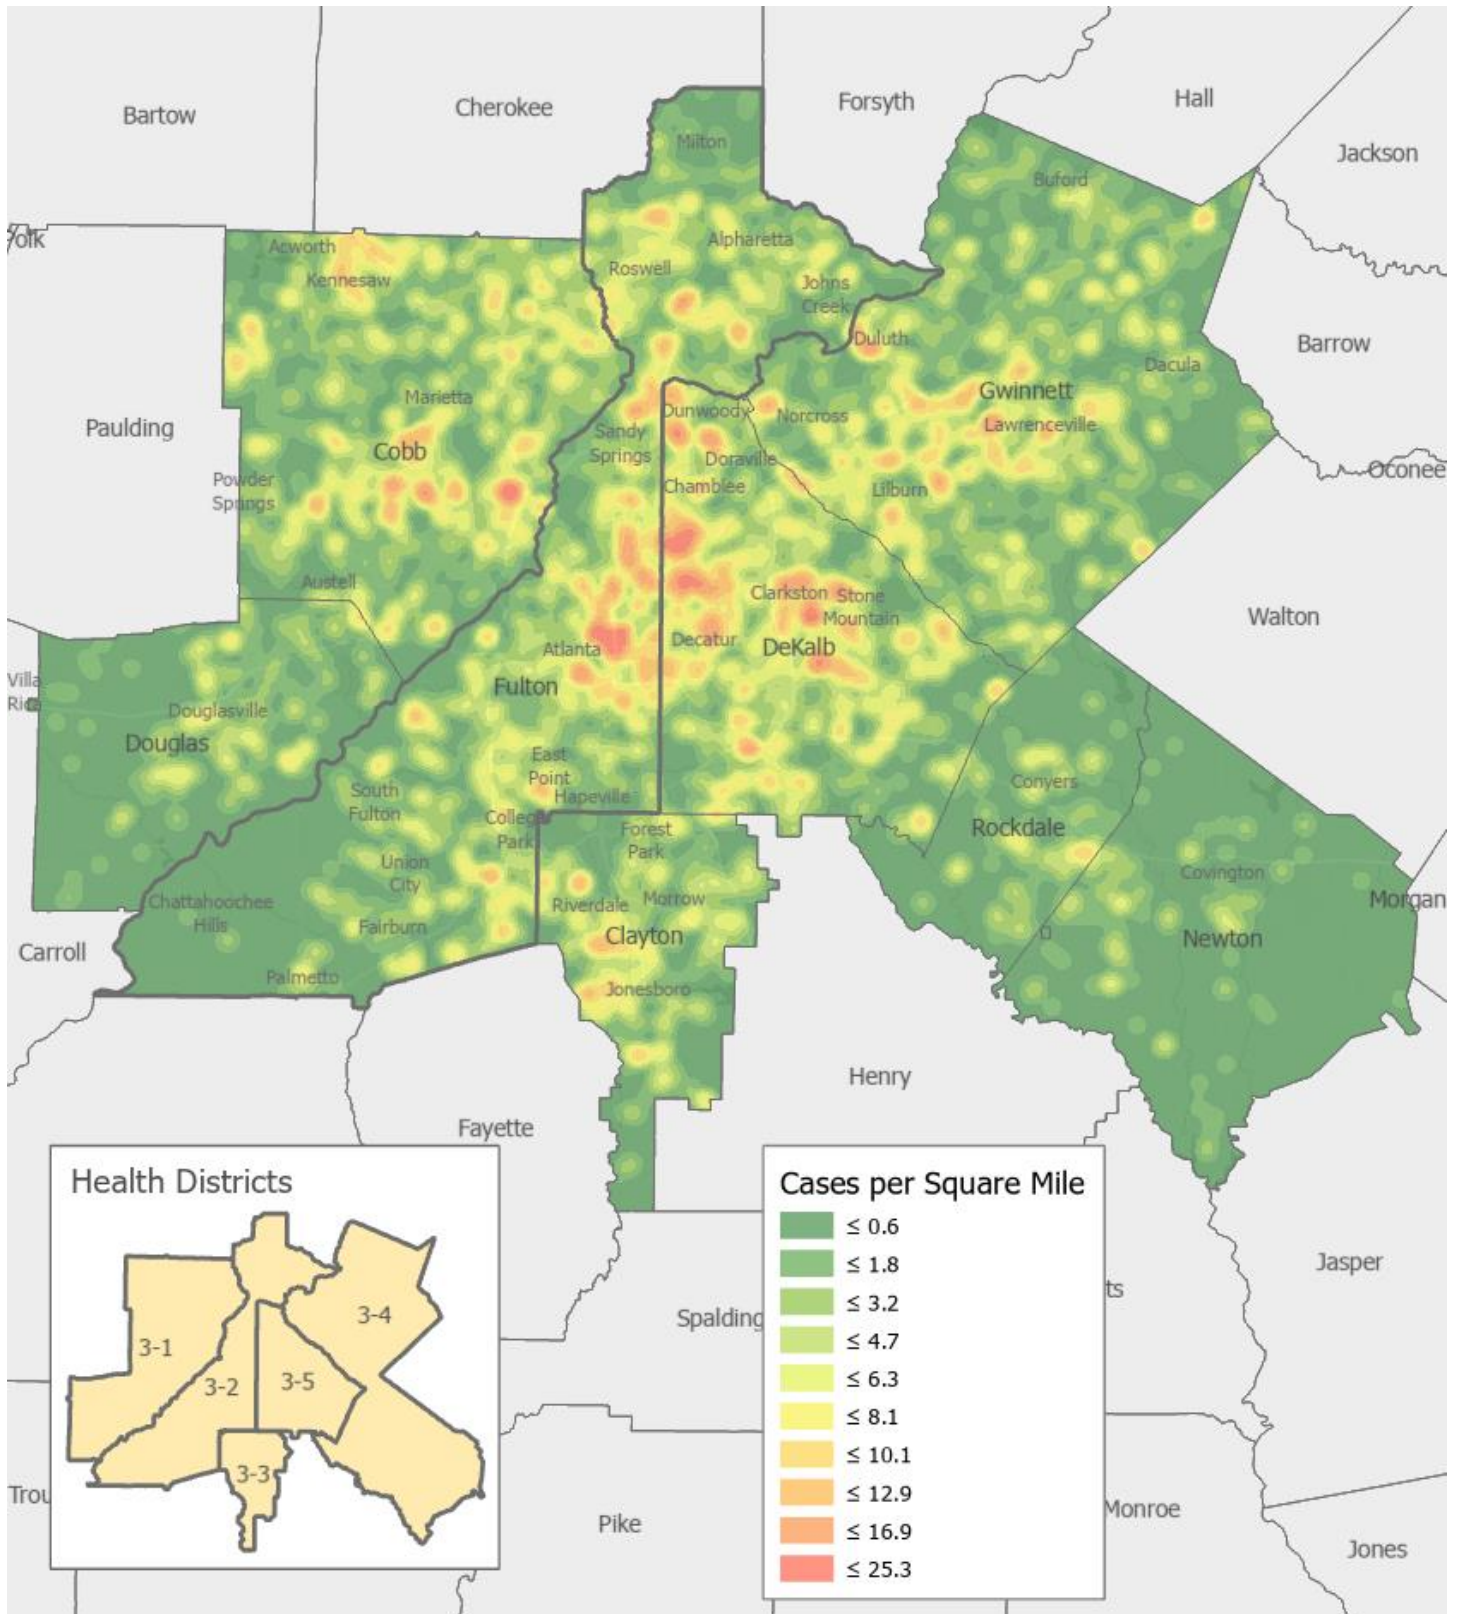 Bartow
Cherokee
Forsyth
Hall
Jackson
Milton
Buford
Acworth
Kennesaw
Roswell
Alpharetta
Johns
Creek
Duluth
Dacula
Barrow
Paulding
Marietta
Cobb
Powder
Springs
Sandy
Springs
Dunwoody
Norcross
Doraville
Chamblee
Gwinnett
Lawrenceville
Lilburn
Oconee
Austell
Clarkston
Stone
Mountain
Walton
Atlanta
Decatur
DeKalb
Fulton
Villa
Douglasville
Douglas
South
Fulton
East
Point
Hapeville
College
Park
Forest
Park
Conyers
Rockdale
Union
City
Chattahoochee
Hills
Fairburn
Palmetto
Riverdale
Morrow
Clayton
Jonesboro
Covington
Newton
Morgan
Carroll
Henry
Fayette
Spalding
ts
Jasper
Trou
Pike
Monroe
Jones
Health Districts
3-1
3-2
3-3
3-4
3-5
Cases per Square Mile
≤ 0.6
≤ 1.8
≤ 3.2
≤ 4.7
≤ 6.3
≤ 8.1
≤ 10.1
≤ 12.9
≤ 16.9
≤ 25.3